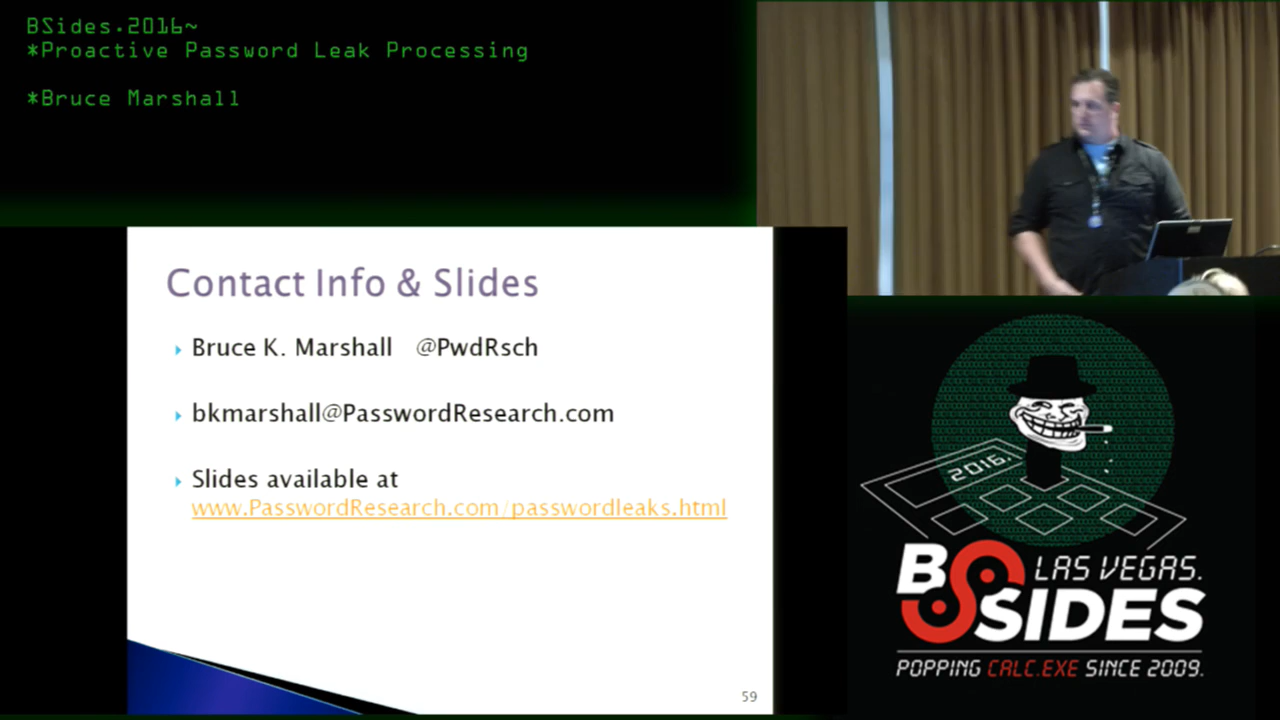 BSides.2016~
*Proactive Password Leak Processing
*Bruce Marshall
Contact Info & Slides
Bruce K. Marshall @PwdRsch
bkmarshall@PasswordResearch.com
Slides available at
www.PasswordResearch.com/passwordleaks.html
59
2016.
BSIDES
LAS VEGAS.
POPPING CALC.EXE SINCE 2009.